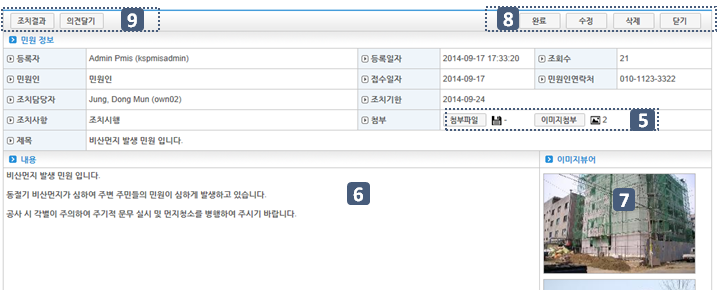 조치결과 의견달기 9 8 완료 수정 삭제 닫기
민원 정보
등록자 Admin Pmis (kspmisadmin) 등록일자 2014-09-17 17:33:20 조회수 21
민원인 민원인 접수일자 2014-09-17 민원인연락처 010-1123-3322
조치담당자 Jung, Dong Mun (own02) 조치기한 2014-09-24
조치사항 조치시행 첨부 첨부파일 - 이미지첨부 2 5
제목 비산먼지 발생 민원 입니다.
내용 이미지뷰어
비산먼지 발생 민원 입니다.
동절기 비산먼지가 심하여 주변 주민들의 민원이 심하게 발생하고 있습니다.
공사 시 각별이 주의하여 주기적 문무 실시 및 먼지청소를 병행하여 주시기 바랍니다.
6
7